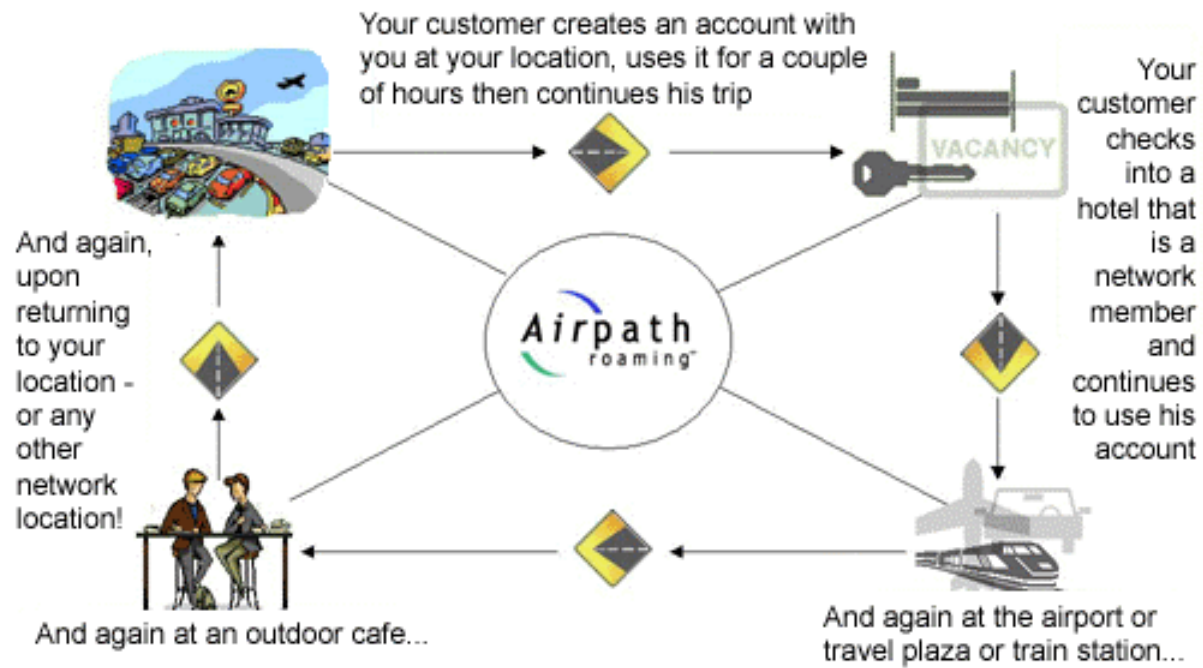 Your customer creates an account with
you at your location, uses it for a couple
of hours then continues his trip
VACANCY
Your
customer
checks
into a
hotel that
is a
network
member
and
continues
to use his
account
Airpath
roaming™
And again at the airport or
travel plaza or train station...
And again at an outdoor cafe...
And again,
upon
returning
to your
location -
or any
other
network
location!